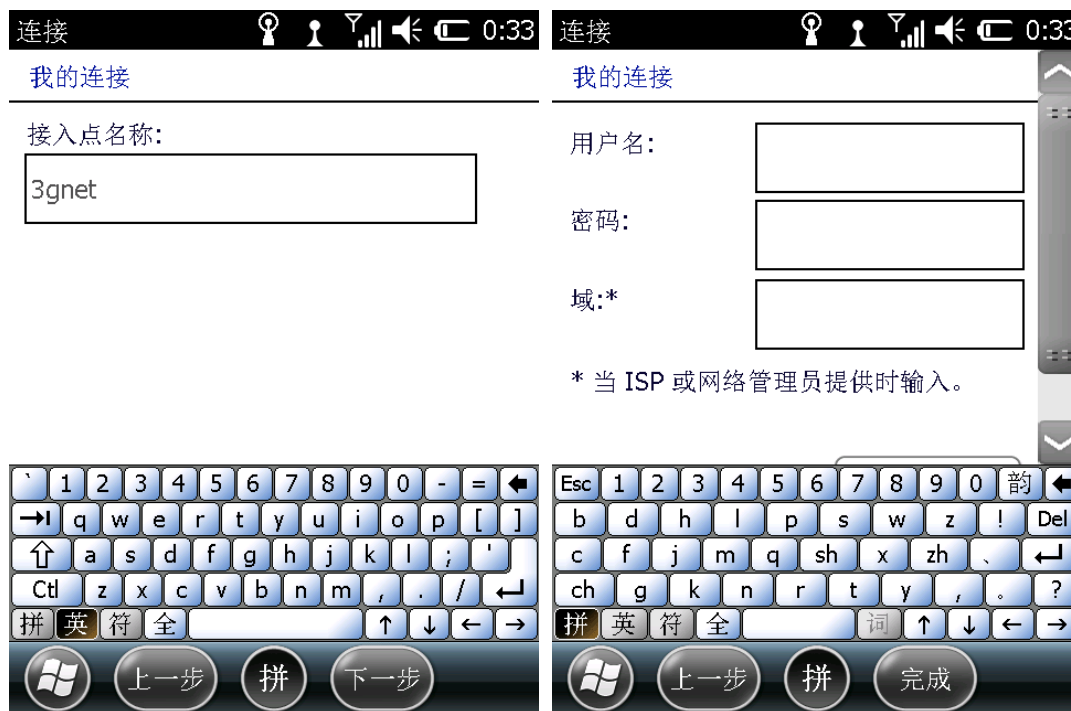 连接 0:33
我的连接
接入点名称:
3gnet
` 1 2 3 4 5 6 7 8 9 0 - =
q w e r t y u i o p [ ]
a s d f g h j k l ; '
Ctl z x c v b n m , . /
拼 英 符 全
上一步 拼 下一步
连接 0:33
我的连接
用户名:
密码:
域:*
* 当 ISP 或网络管理员提供时输入。
Esc 1 2 3 4 5 6 7 8 9 0 韵
b d h l p s w z ! Del
c f j m q sh x zh 、
ch g k n r t y , 。 ?
拼 英 符 全 词
上一步 拼 完成